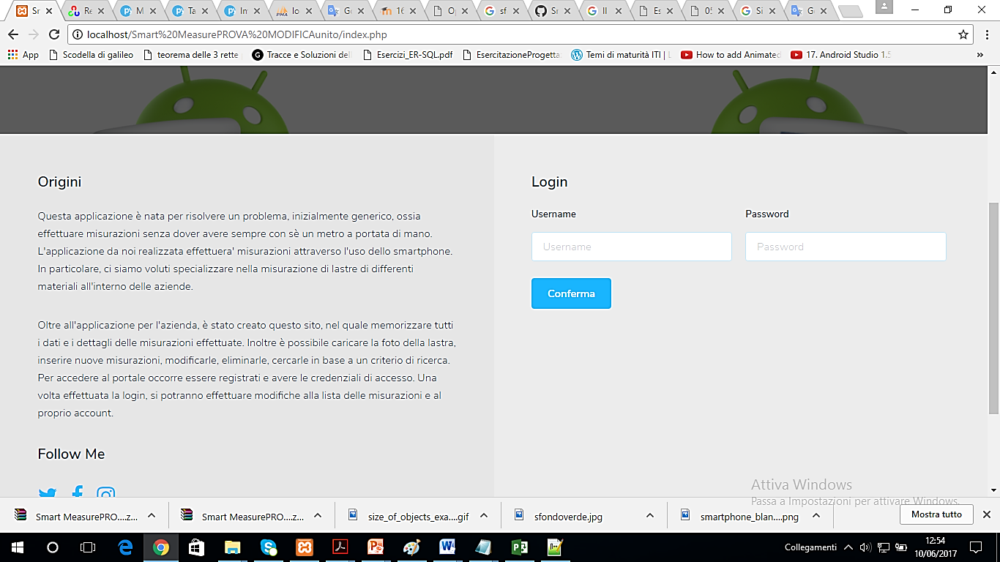 Sr
Re
M
Ta
In
lo
Go
16
Op
sf
Sr
Il
Es
05
Si
Go
localhost/Smart%20MeasurePROVA%20MODIFICAunito/index.php
App
Scodella di galileo
teorema delle 3 rette
Tracce e Soluzioni del
Esercizi_ER-SQL.pdf
EsercitazioneProgetta
Temi di maturità ITI | L
How to add Animated
17. Android Studio 1.5
»
Origini
Questa applicazione è nata per risolvere un problema, inizialmente generico, ossia
effettuare misurazioni senza dover avere sempre con sè un metro a portata di mano.
L'applicazione da noi realizzata effettuera' misurazioni attraverso l'uso dello smartphone.
In particolare, ci siamo voluti specializzare nella misurazione di lastre di differenti
materiali all'interno delle aziende.
Oltre all'applicazione per l'azienda, è stato creato questo sito, nel quale memorizzare tutti
i dati e i dettagli delle misurazioni effettuate. Inoltre è possibile caricare la foto della lastra,
inserire nuove misurazioni, modificarle, eliminarle, cercarle in base a un criterio di ricerca.
Per accedere al portale occorre essere registrati e avere le credenziali di accesso. Una
volta effettuata la login, si potranno effettuare modifiche alla lista delle misurazioni e al
proprio account.
Follow Me
Login
Username
Password
Username
Password
Conferma
Attiva Windows
Passa a Impostazioni per attivare Windows.
Smart MeasurePRO....z...
Smart MeasurePRO....z...
size_of_objects_exa....gif
sfondoverde.jpg
smartphone_blan....png
Mostra tutto
Collegamenti
12:54
10/06/2017